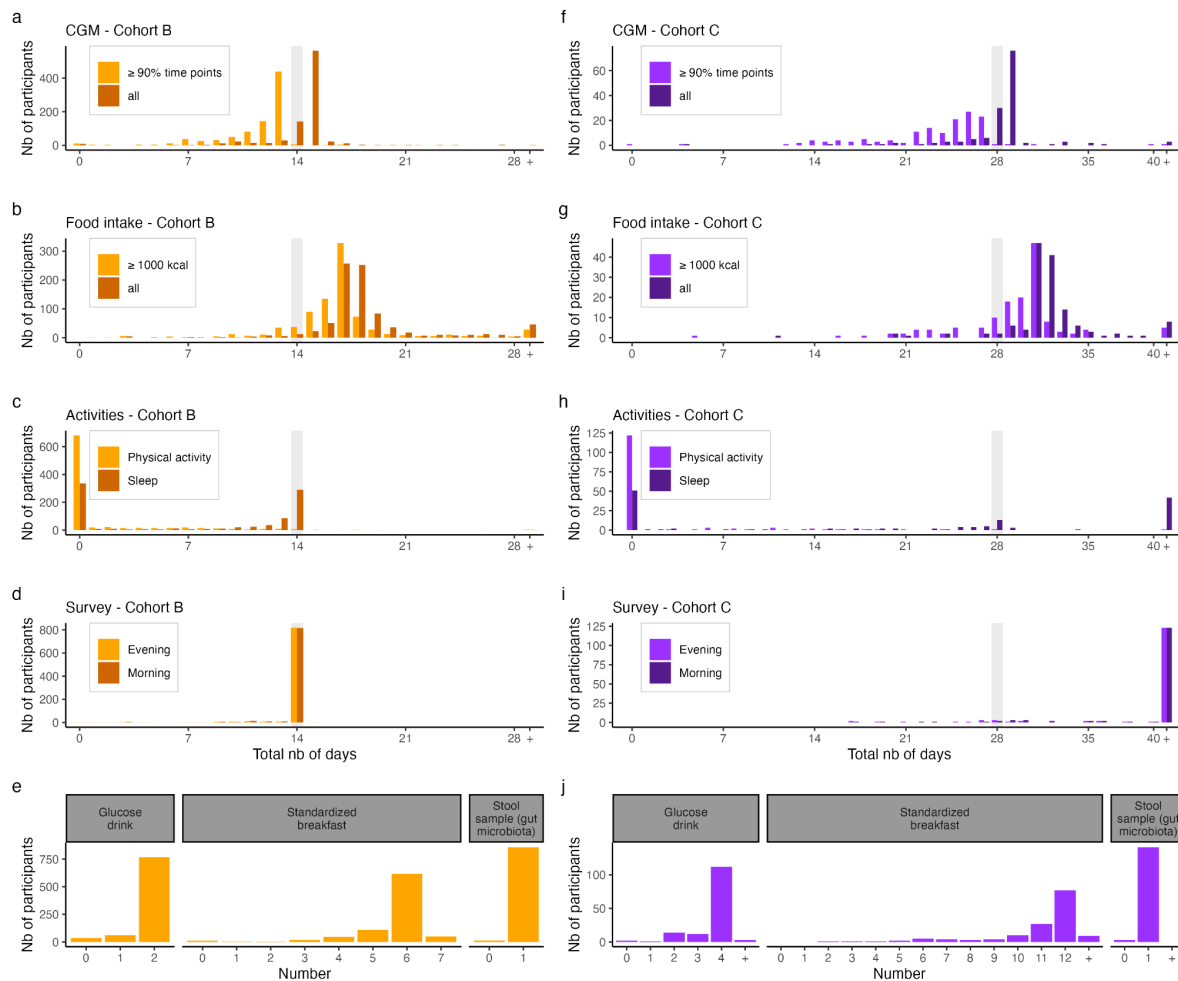 a
CGM - Cohort B
Nb of participants
400
200
0
≥ 90% time points
all
0
7
14
21
28 +
b
Food intake - Cohort B
Nb of participants
300
200
100
0
≥ 1000 kcal
all
0
7
14
21
28 +
c
Activities - Cohort B
Nb of participants
600
400
200
0
Physical activity
Sleep
0
7
14
21
28 +
d
Survey - Cohort B
Nb of participants
800
600
400
200
0
Evening
Morning
0
7
14
21
28 +
Total nb of days
e
Glucose
drink
Standardized
breakfast
Stool
sample (gut
microbiota)
Nb of participants
750
500
250
0
0 1 2
0 1 2 3 4 5 6 7
0 1
Number
f
CGM - Cohort C
Nb of participants
60
40
20
0
≥ 90% time points
all
0
7
14
21
28
35
40 +
g
Food intake - Cohort C
Nb of participants
40
30
20
10
0
≥ 1000 kcal
all
0
7
14
21
28
35
40 +
h
Activities - Cohort C
Nb of participants
125
100
75
50
25
0
Physical activity
Sleep
0
7
14
21
28
35
40 +
i
Survey - Cohort C
Nb of participants
125
100
75
50
25
0
Evening
Morning
0
7
14
21
28
35
40 +
Total nb of days
j
Glucose
drink
Standardized
breakfast
Stool
sample (gut
microbiota)
Nb of participants
100
50
0
0 1 2 3 4 +
0 1 2 3 4 5 6 7 8 9 10 11 12 +
0 1 +
Number